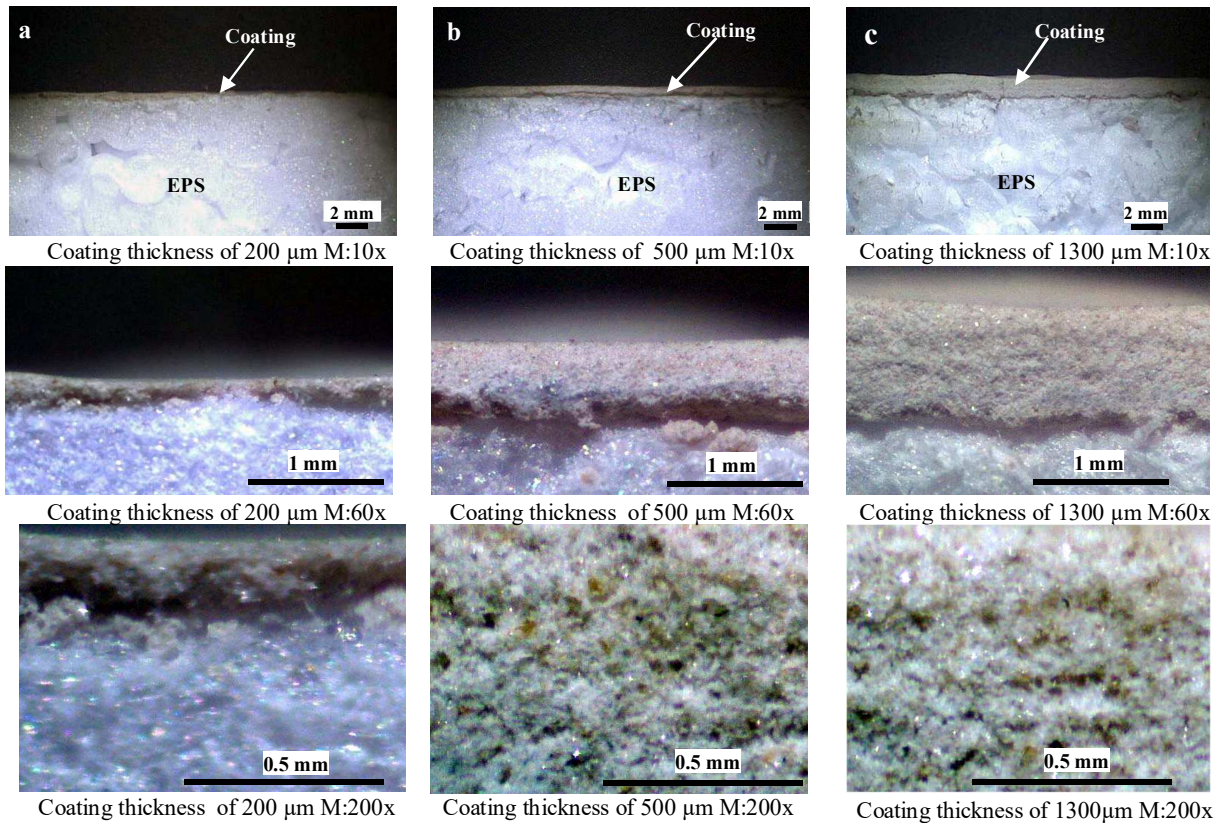 a
Coating
EPS
2 mm
b
Coating
EPS
2 mm
c
Coating
EPS
2 mm
Coating thickness of 200 µm M:10x
Coating thickness of  500 µm M:10x
Coating thickness of 1300 µm M:10x
1 mm
1 mm
1 mm
Coating thickness of 200 µm M:60x
Coating thickness  of 500 µm M:60x
Coating thickness of 1300 µm M:60x
0.5 mm
0.5 mm
0.5 mm
Coating thickness  of 200 µm M:200x
Coating thickness of 500 µm M:200x
Coating thickness of 1300µm M:200x